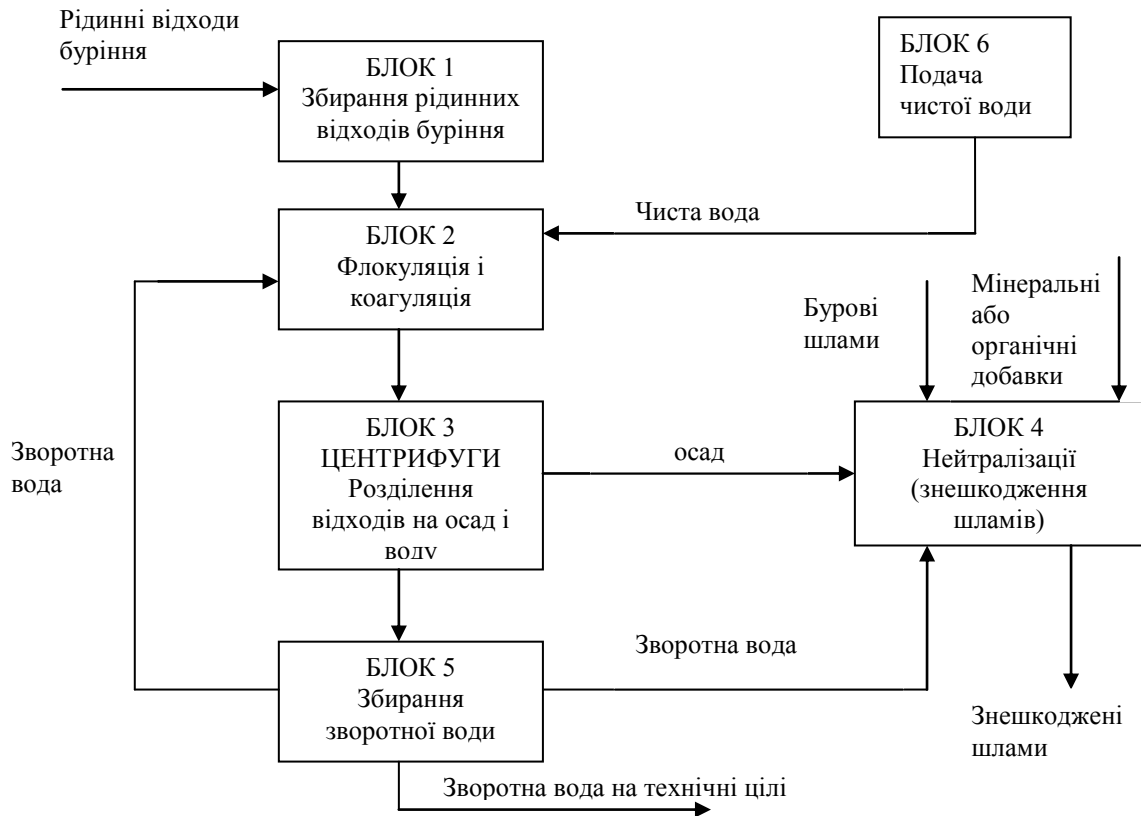 Рідинні відходи
буріння
БЛОК 1
Збирання рідинних
відходів буріння
БЛОК 6
Подача
чистої води
Чиста вода
БЛОК 2
Флокуляція і
коагуляція
Бурові
шлами
Мінеральні
або
органічні
добавки
Зворотна
вода
БЛОК 3
ЦЕНТРИФУГИ
Розділення
відходів на осад і
воду
осад
БЛОК 4
Нейтралізації
(знешкодження
шламів)
БЛОК 5
Збирання
зворотної води
Зворотна вода
Знешкоджені
шлами
Зворотна вода на технічні цілі